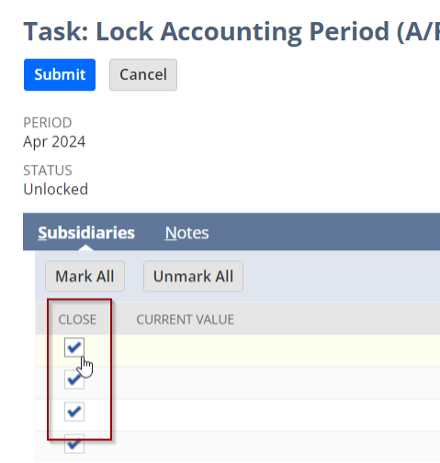 Task: Lock Accounting Period (A/
Submit Cancel
PERIOD
Apr 2024
STATUS
Unlocked
Subsidiaries Notes
Mark All Unmark All
CLOSE CURRENT VALUE